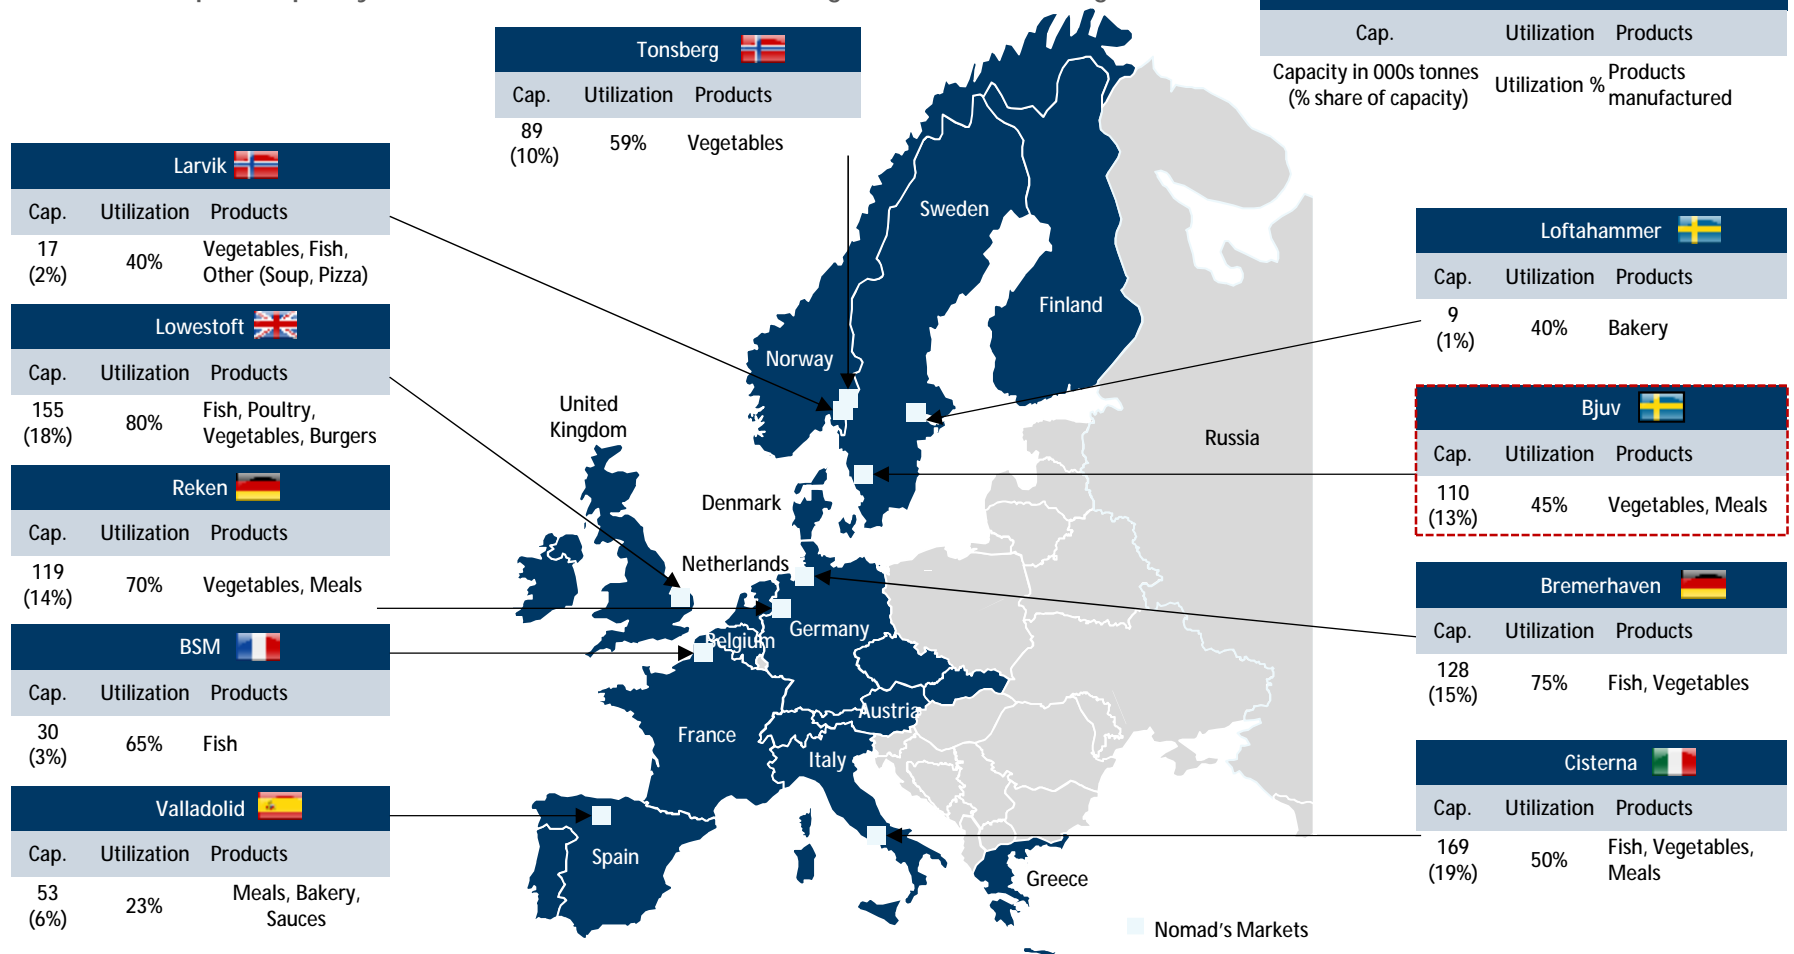 Cap. Utilization Products
Capacity in 000s tonnes
(% share of capacity)
Utilization %
Products
manufactured
Tonsberg
Cap. Utilization Products
89
(10%)
59%
Vegetables
Larvik
Cap. Utilization Products
17
(2%)
40%
Vegetables, Fish,
Other (Soup, Pizza)
Lowestoft
Cap. Utilization Products
155
(18%)
80%
Fish, Poultry,
Vegetables, Burgers
Reken
Cap. Utilization Products
119
(14%)
70%
Vegetables, Meals
BSM
Cap. Utilization Products
30
(3%)
65%
Fish
Valladolid
Cap. Utilization Products
53
(6%)
23%
Meals, Bakery,
Sauces
Sweden
Finland
Norway
United
Kingdom
Russia
Denmark
Netherlands
Germany
Belgium
Austria
France
Italy
Spain
Greece
Nomad's Markets
Loftahammer
Cap. Utilization Products
9
(1%)
40%
Bakery
Bjuv
Cap. Utilization Products
110
(13%)
45%
Vegetables, Meals
Bremerhaven
Cap. Utilization Products
128
(15%)
75%
Fish, Vegetables
Cisterna
Cap. Utilization Products
169
(19%)
50%
Fish, Vegetables,
Meals